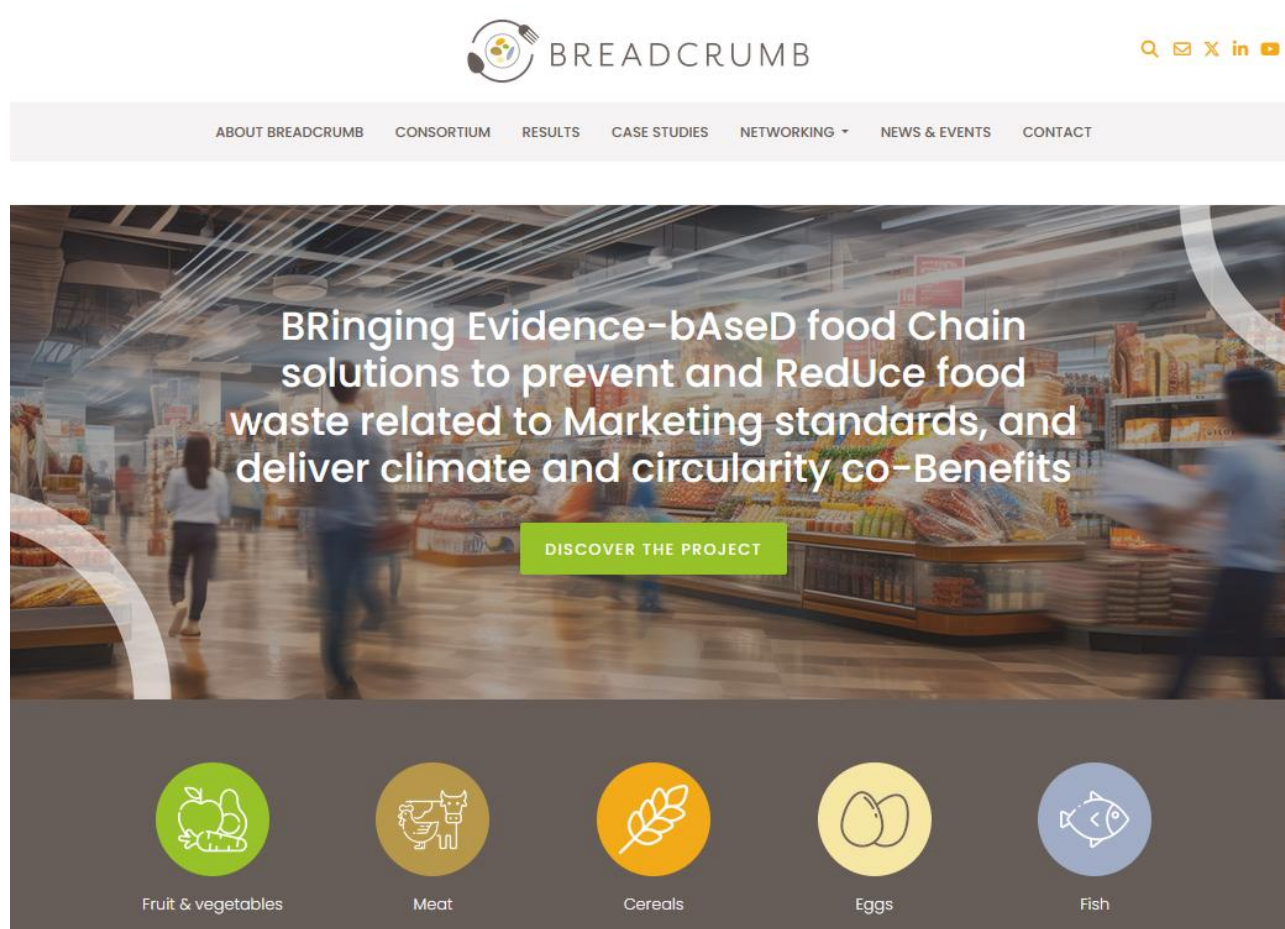 BREADCRUMB
in
ABOUT BREADCRUMB CONSORTIUM RESULTS CASE STUDIES NETWORKING NEWS & EVENTS CONTACT
BRinging Evidence-bAseD food Chain
solutions to prevent and RedUce food
waste related to Marketing standards, and
deliver climate and circularity co-Benefits
DISCOVER THE PROJECT
Fruit & vegetables Meat Cereals Eggs Fish